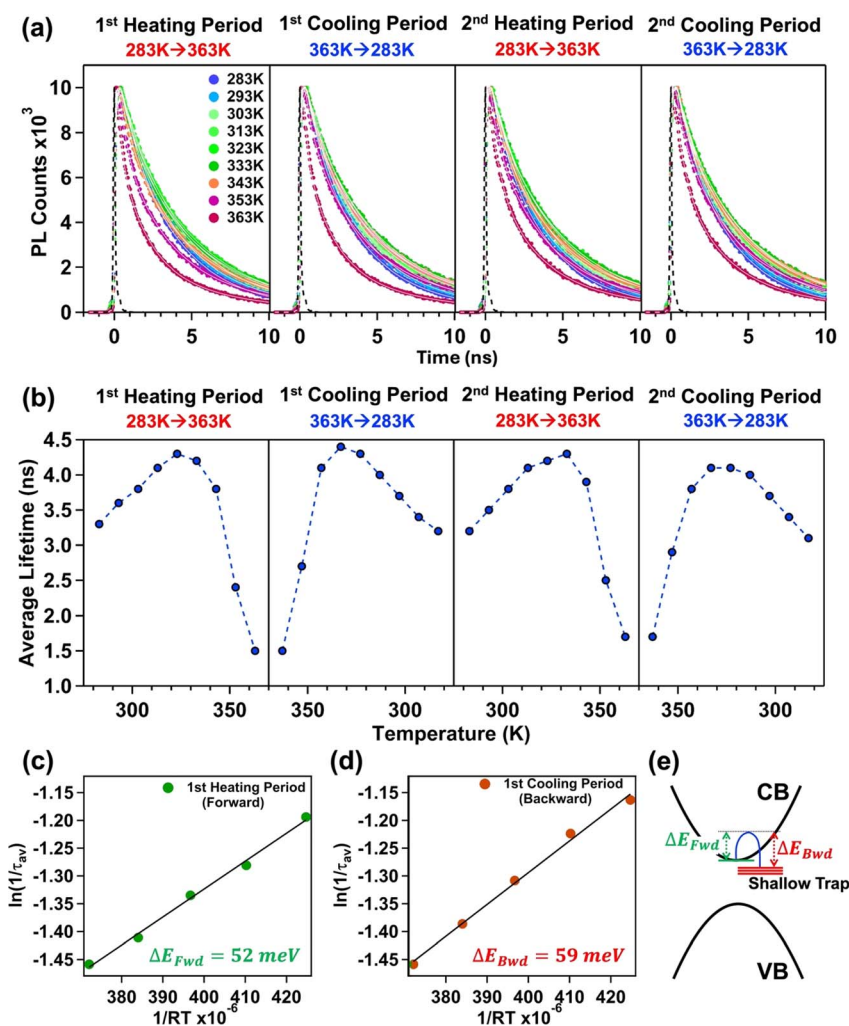 (a)
1st Heating Period
283K→363K
1st Cooling Period
363K→283K
2nd Heating Period
283K→363K
2nd Cooling Period
363K→283K
PL Counts x10³
10
8
6
4
2
0
283K
293K
303K
313K
323K
333K
343K
353K
363K
0 5 10
0 5 10
0 5 10
0 5 10
Time (ns)
(b)
1st Heating Period
283K→363K
1st Cooling Period
363K→283K
2nd Heating Period
283K→363K
2nd Cooling Period
363K→283K
Average Lifetime (ns)
4.5
4.0
3.5
3.0
2.5
2.0
1.5
1.0
300 350
350 300
300 350
350 300
Temperature (K)
(c)
ln(1/τav)
-1.15
-1.20
-1.25
-1.30
-1.35
-1.40
-1.45
1st Heating Period
(Forward)
ΔE_Fwd = 52 meV
380 390 400 410 420
1/RT x10⁻⁶
(d)
ln(1/τav)
-1.15
-1.20
-1.25
-1.30
-1.35
-1.40
-1.45
1st Cooling Period
(Backward)
ΔE_Bwd = 59 meV
380 390 400 410 420
1/RT x10⁻⁶
(e)
CB
ΔE_Fwd
ΔE_Bwd
Shallow Trap
VB